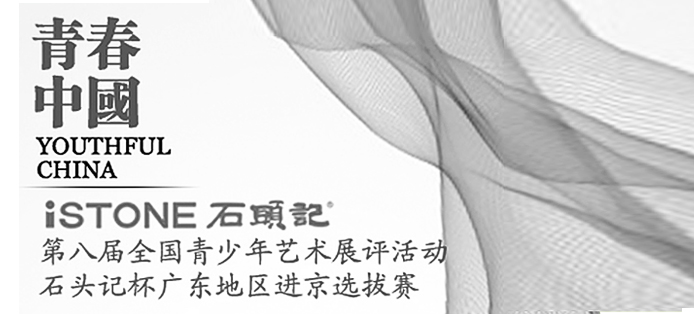 青春
中國
YOUTHFUL
CHINA
iSTONE 石頭記®
第八届全国青少年艺术展评活动
石头记杯广东地区进京选拔赛